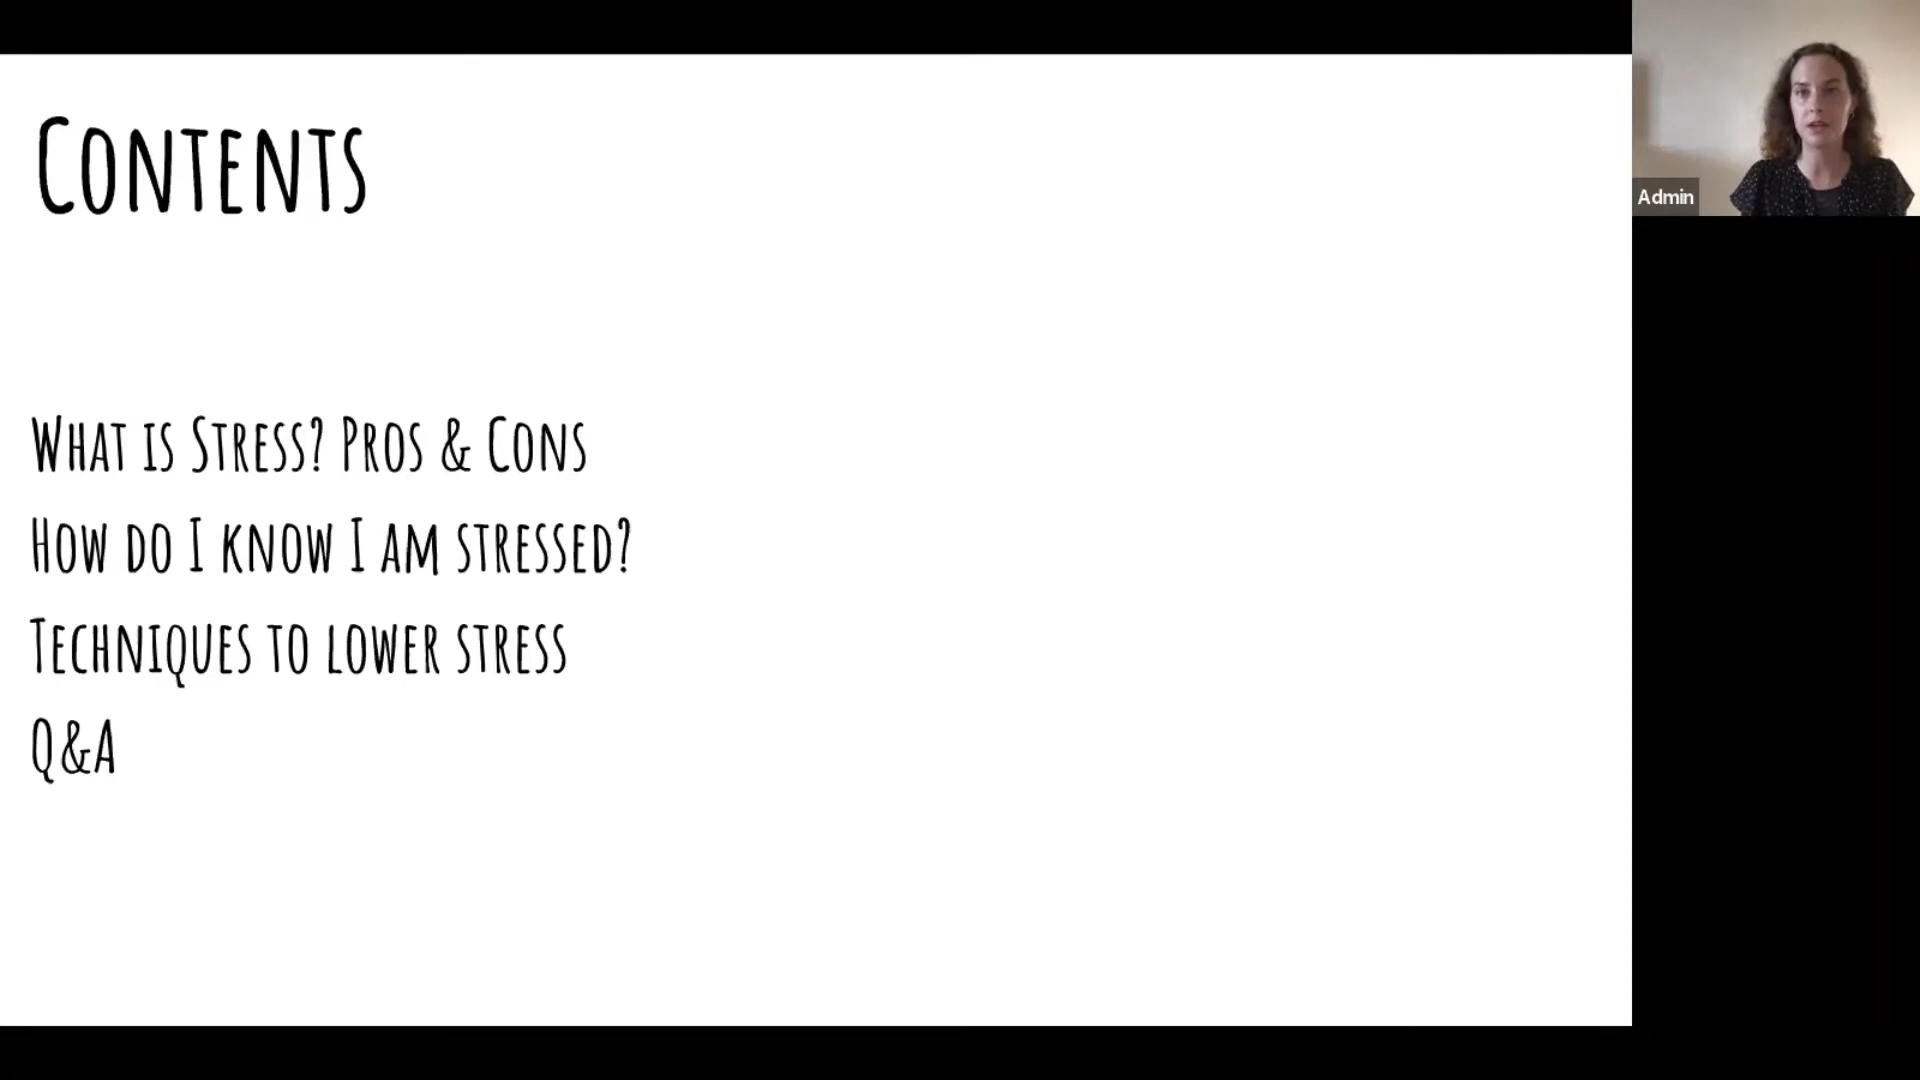 Contents
What is Stress? Pros & Cons
How do I know I am stressed?
Techniques to lower stress
Q&A
Admin